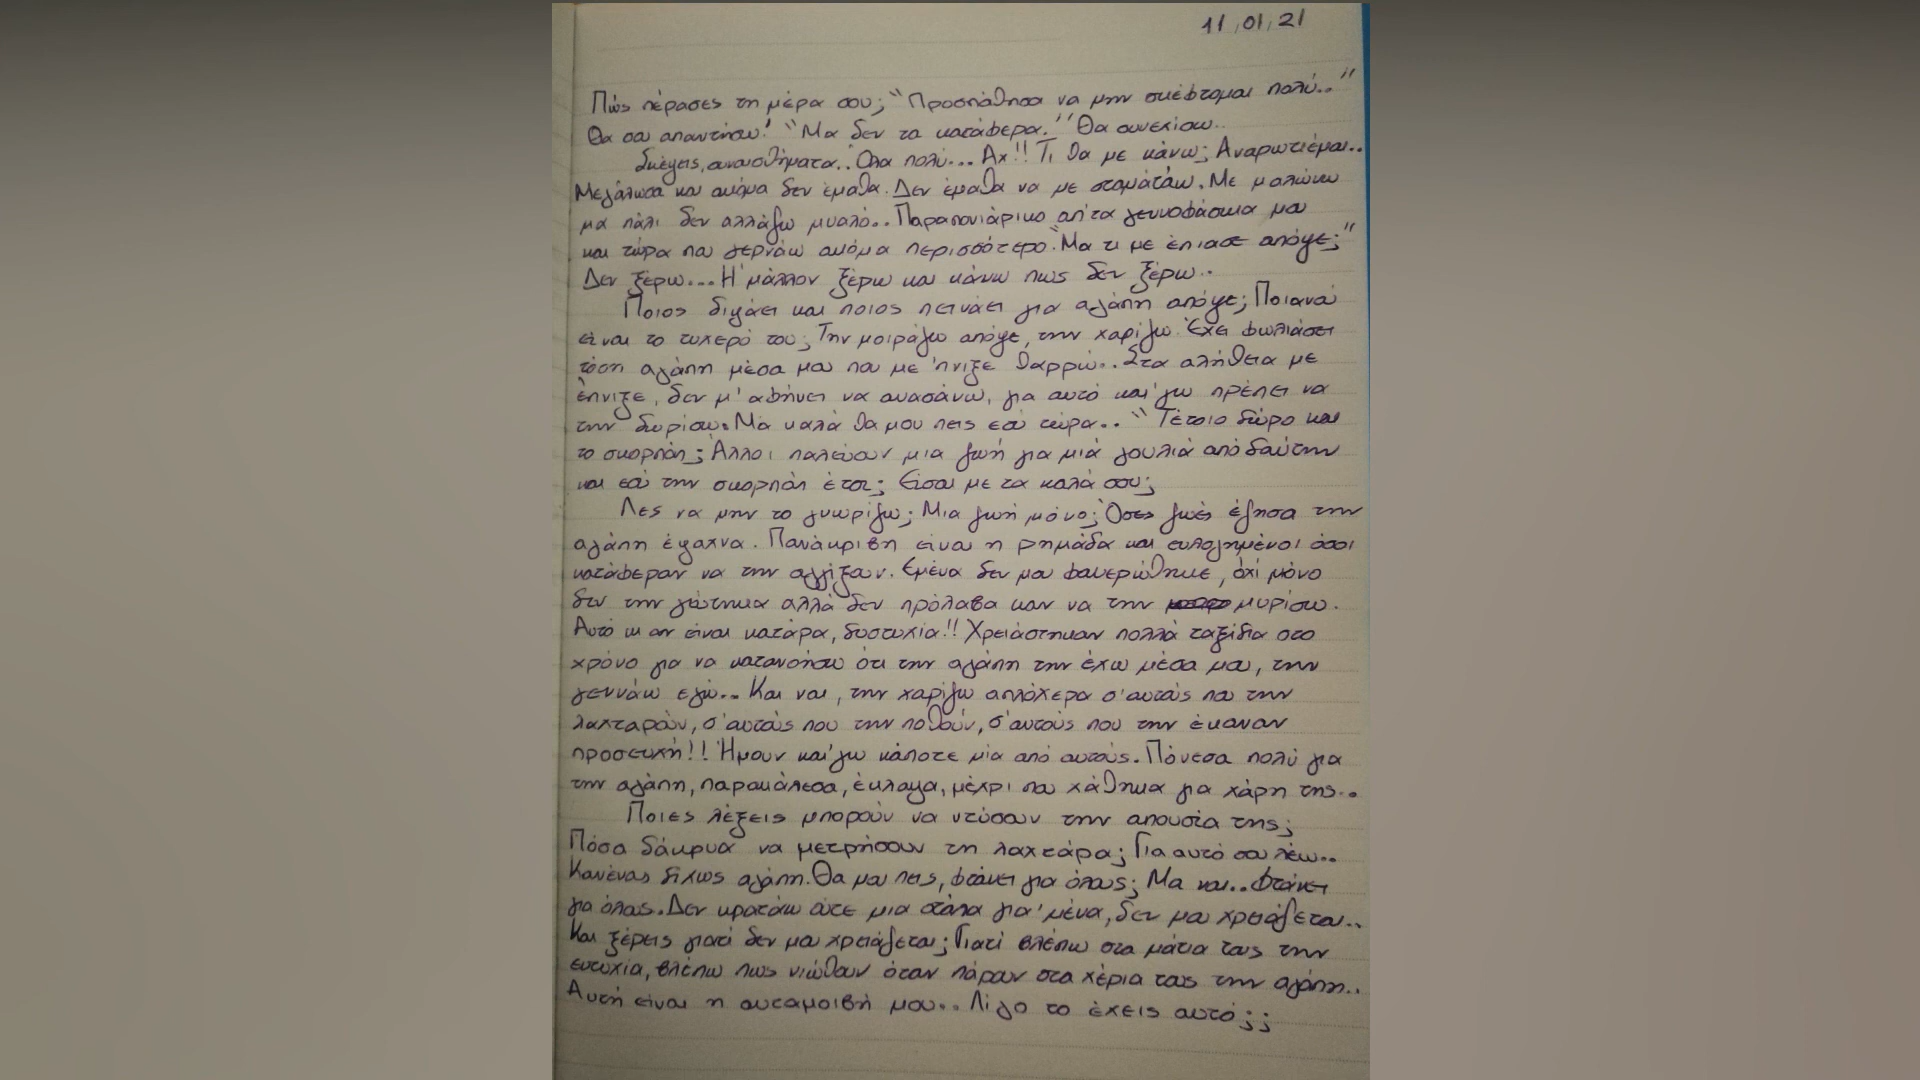 11,01,21
Πώς πέρασες τη μέρα σου; "Προσπάθησα να μην σκέφτομαι πολύ.."
θα σου απαντήσω! "Μα δεν τα κατάφερα." Θα συνεχίσω..
Σκέψεις, συναισθήματα.. Όλα πολύ... Αχ!! Τι θα με κάνω; Αναρωτιέμαι..
Μεγάλωσα και ακόμα δεν έμαθα. Δεν έμαθα να με σταματάω. Με μαλώνω
μα πάλι δεν αλλάζω μυαλό.. Παραπονιάρικο απ'τα γεννοφάσκια μου
και τώρα που γερνάω ακόμα περισσότερο. "Μα τι με έπιασε απόψε;"
Δεν ξέρω... Ή μάλλον ξέρω και κάνω πως δεν ξέρω..
Ποιος διψάει και ποιος πεινάει για αγάπη απόψε; Ποιανού
είναι το τυχερό του; Την μοιράζω απόψε, την χαρίζω. Έχει φωλιάσει
τόση αγάπη μέσα μου που με 'πνιξε θαρρώ.. Στα αλήθεια με
έπνιξε, δεν μ'αφήνει να ανασάνω, για αυτό και'γω πρέπει να
την δωρίσω. Μα καλά θα μου πεις εσύ τώρα.. "Τέτοιο δώρο και
το σκορπάς; Άλλοι παλεύουν μια ζωή για μιά γουλιά από δαύτην
και εσύ την σκορπάς έτσι; Είσαι με τα καλά σου;
Λες να μην το γνωρίζω; Μια ζωή μόνο; Όσες ζωές έζησα την
αγάπη έψαχνα. Πανάκριβη είναι η ρημάδα και ευλογημένοι όσοι
κατάφεραν να την αγγίξουν. Εμένα δεν μου φανερώθηκε, όχι μόνο
δεν την γεύτηκα αλλά δεν πρόλαβα καν να την μυρίσω.
Αυτό κι αν είναι κατάρα, δυστυχία!! Χρειάστηκαν πολλά ταξίδια στο
χρόνο για να κατανοήσω ότι την αγάπη την έχω μέσα μου, την
γεννάω εγώ.. Και ναι, την χαρίζω απλόχερα σ'αυτούς που την
λαχταρούν, σ'αυτούς που την ποθούν, σ'αυτούς που την έκαναν
προσευχή!! Ήμουν και'γω κάποτε μία από αυτούς. Πόνεσα πολύ για
την αγάπη, παρακάλεσα, έκλαψα, μέχρι που χάθηκα για χάρη της..
Ποιες λέξεις μπορούν να ντύσουν την απουσία της;
Πόσα δάκρυα να μετρήσουν τη λαχτάρα; Για αυτό σου λέω..
Κανένας δίχως αγάπη. Θα μου πεις, φτάνει για όλους; Μα ναι.. Φτάνει
για όλους. Δεν κρατάω ούτε μια στάλα για'μένα, δεν μου χρειάζεται..
Και ξέρεις γιατί δεν μου χρειάζεται; Γιατί βλέπω στα μάτια τους την
ευτυχία, βλέπω πως νιώθουν όταν πάρουν στα χέρια τους την αγάπη..
Αυτή είναι η ανταμοιβή μου.. Λίγο το έχεις αυτό;;